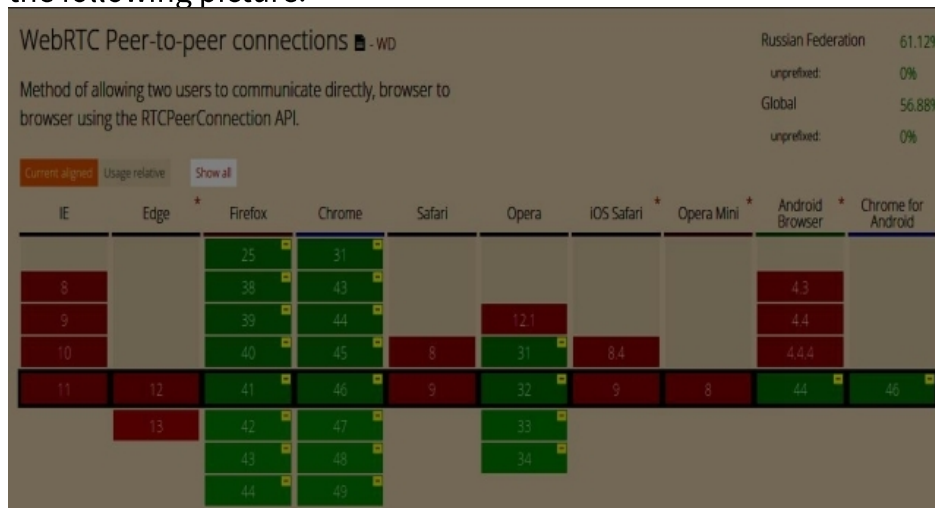 the following picture.
WebRTC Peer-to-peer connections - WD
Russian Federation 61.12%
unprefixed: 0%
Method of allowing two users to communicate directly, browser to
browser using the RTCPeerConnection API.
Global 56.88%
unprefixed: 0%
Current aligned Usage relative Show all
IE Edge * Firefox Chrome Safari Opera iOS Safari * Opera Mini * Android Browser * Chrome for Android
25 31
8 38 43 4.3
9 39 44 12.1 4.4
10 40 45 8 31 8.4 4.4.4
11 12 41 46 9 32 9 8 44 46
13 42 47 33
43 48 34
44 49